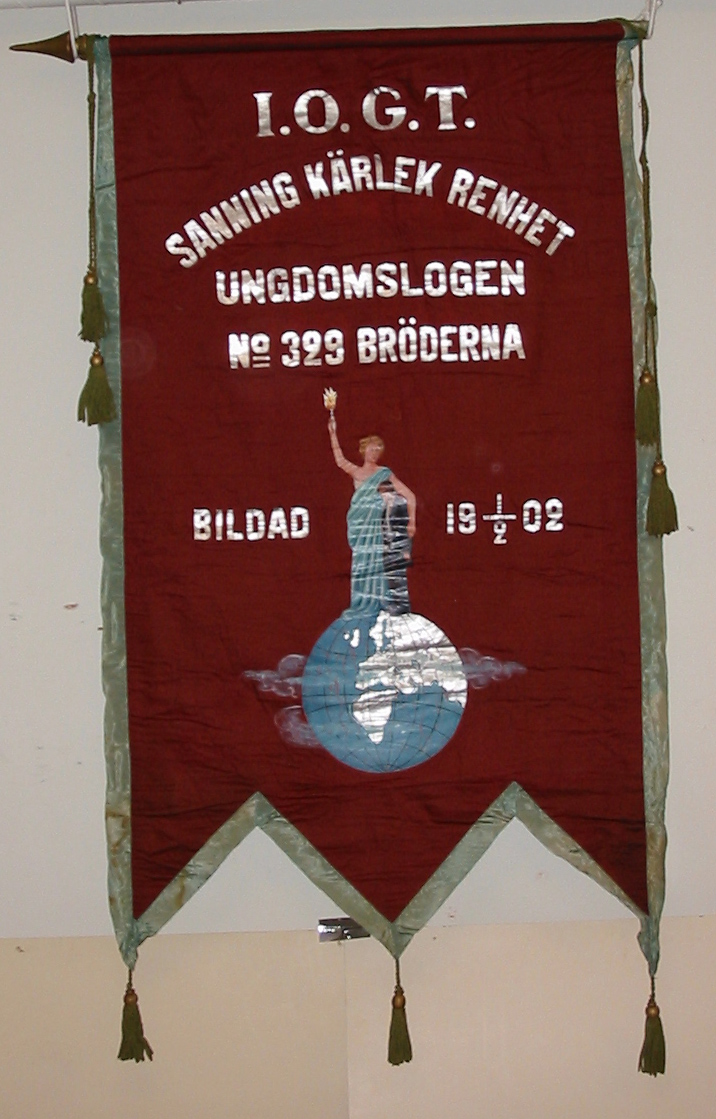 I.O.G.T.
SANNING KÄRLEK RENHET
UNGDOMSLOGEN
No 329 BRÖDERNA
BILDAD 19 1/2 02